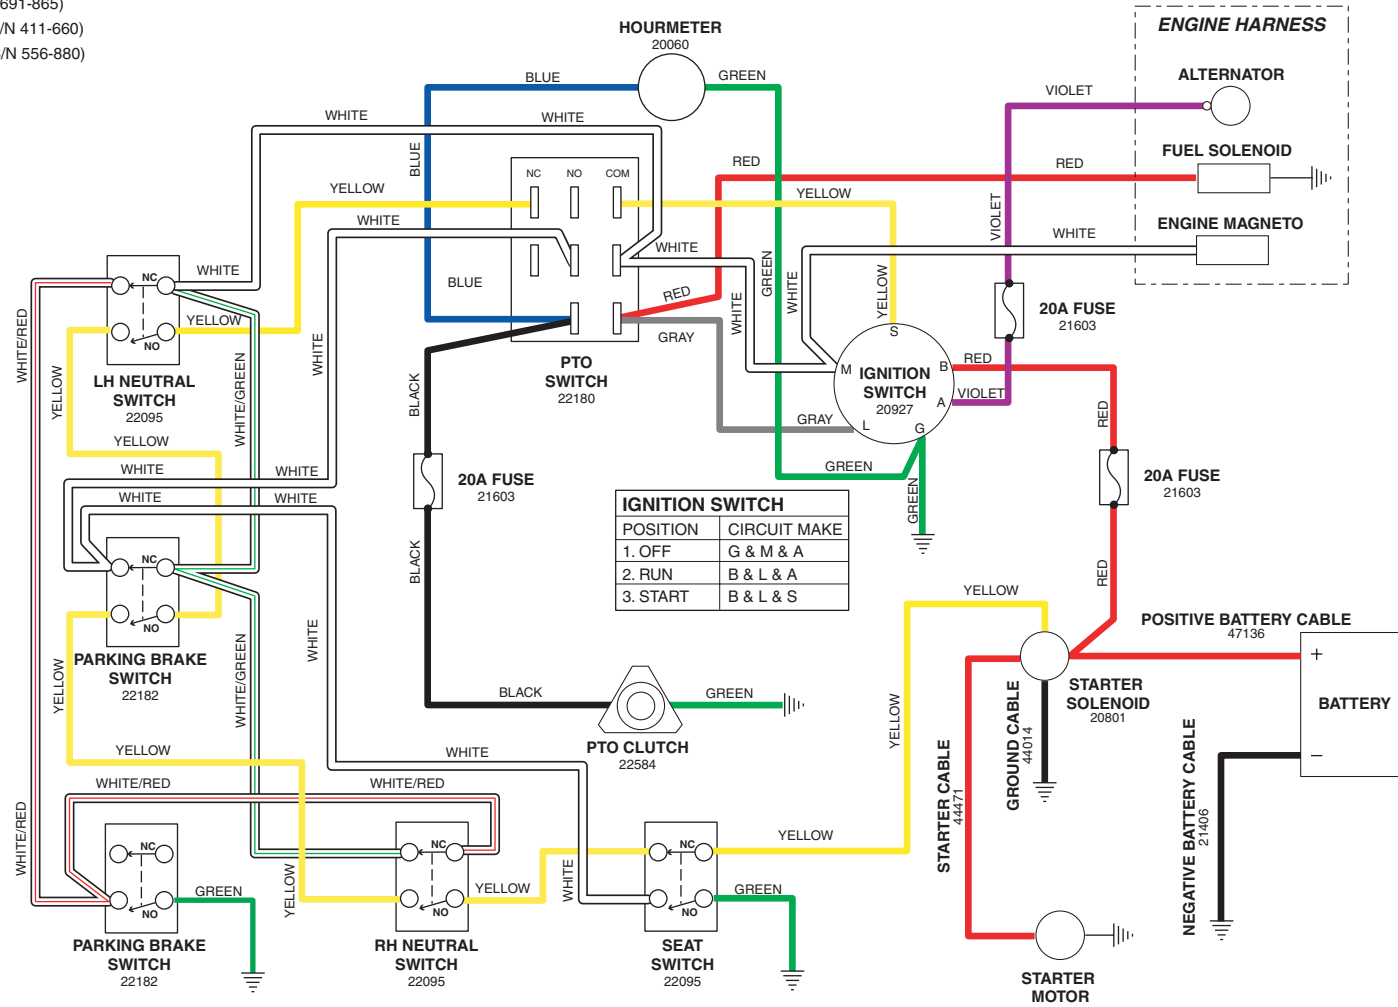 691-865)
/N 411-660)
/N 556-880)
HOURMETER
20060
ENGINE HARNESS
ALTERNATOR
VIOLET
BLUE
GREEN
WHITE
WHITE
BLUE
FUEL SOLENOID
RED
RED
NC
NO
COM
YELLOW
YELLOW
WHITE
ENGINE MAGNETO
WHITE
VIOLET
WHITE
GREEN
WHITE
YELLOW
NC
WHITE
BLUE
RED
WHITE
20A FUSE
21603
WHITE/RED
YELLOW
NO
WHITE
GRAY
S
PTO
SWITCH
22180
M
B
RED
IGNITION
SWITCH
20927
A
VIOLET
L
G
GRAY
LH NEUTRAL
SWITCH
22095
YELLOW
WHITE/GREEN
BLACK
RED
YELLOW
WHITE
WHITE
GREEN
20A FUSE
21603
20A FUSE
21603
WHITE
WHITE
GREEN
IGNITION SWITCH
POSITION CIRCUIT MAKE
1. OFF G & M & A
2. RUN B & L & A
3. START B & L & S
NC
NO
BLACK
RED
YELLOW
POSITIVE BATTERY CABLE
47136
PARKING BRAKE
SWITCH
22182
YELLOW
WHITE/GREEN
WHITE
+
BATTERY
–
STARTER
SOLENOID
20801
GROUND CABLE
44014
BLACK
GREEN
PTO CLUTCH
22584
YELLOW
YELLOW
WHITE
WHITE/RED
WHITE/RED
WHITE/RED
STARTER CABLE
44471
NEGATIVE BATTERY CABLE
21406
NC
NO
GREEN
YELLOW
NC
NO
YELLOW
WHITE
NC
NO
YELLOW
GREEN
PARKING BRAKE
SWITCH
22182
RH NEUTRAL
SWITCH
22095
SEAT
SWITCH
22095
STARTER
MOTOR